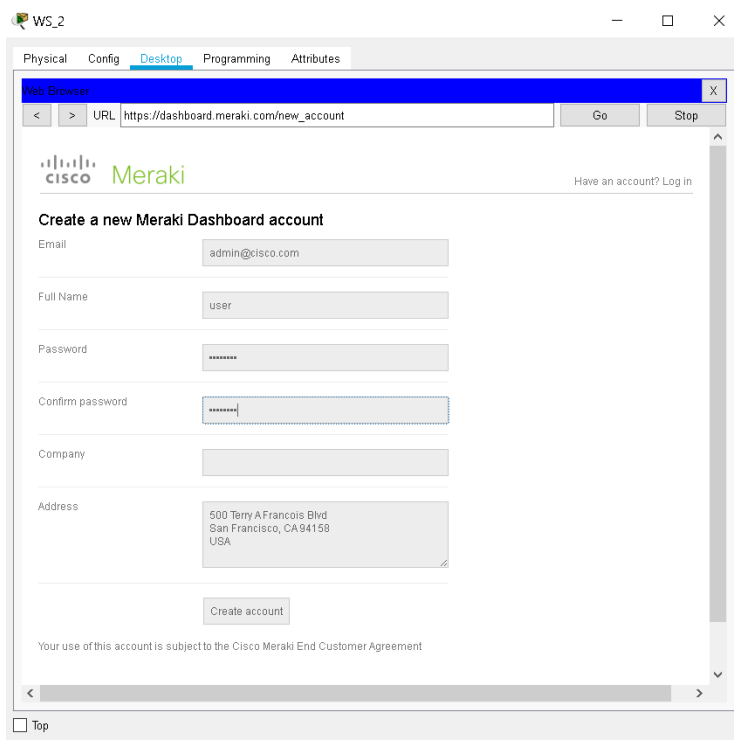 WS_2
Physical Config Desktop Programming Attributes
Web Browser X
< > URL https://dashboard.meraki.com/new_account Go Stop
CISCO Meraki
Have an account? Log in
Create a new Meraki Dashboard account
Email admin@cisco.com
Full Name user
Password ••••••••
Confirm password ••••••••
Company
Address 500 Terry A Francois Blvd
San Francisco, CA 94158
USA
Create account
Your use of this account is subject to the Cisco Meraki End Customer Agreement
Top